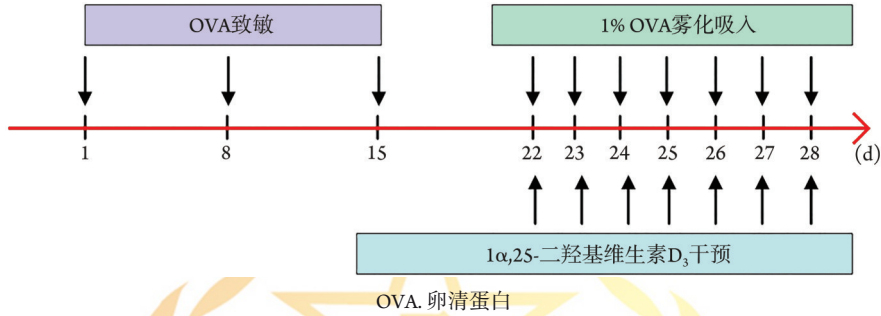 OVA致敏
1% OVA雾化吸入
1 8 15 22 23 24 25 26 27 28 (d)
1α,25-二羟基维生素D₃干预
OVA. 卵清蛋白